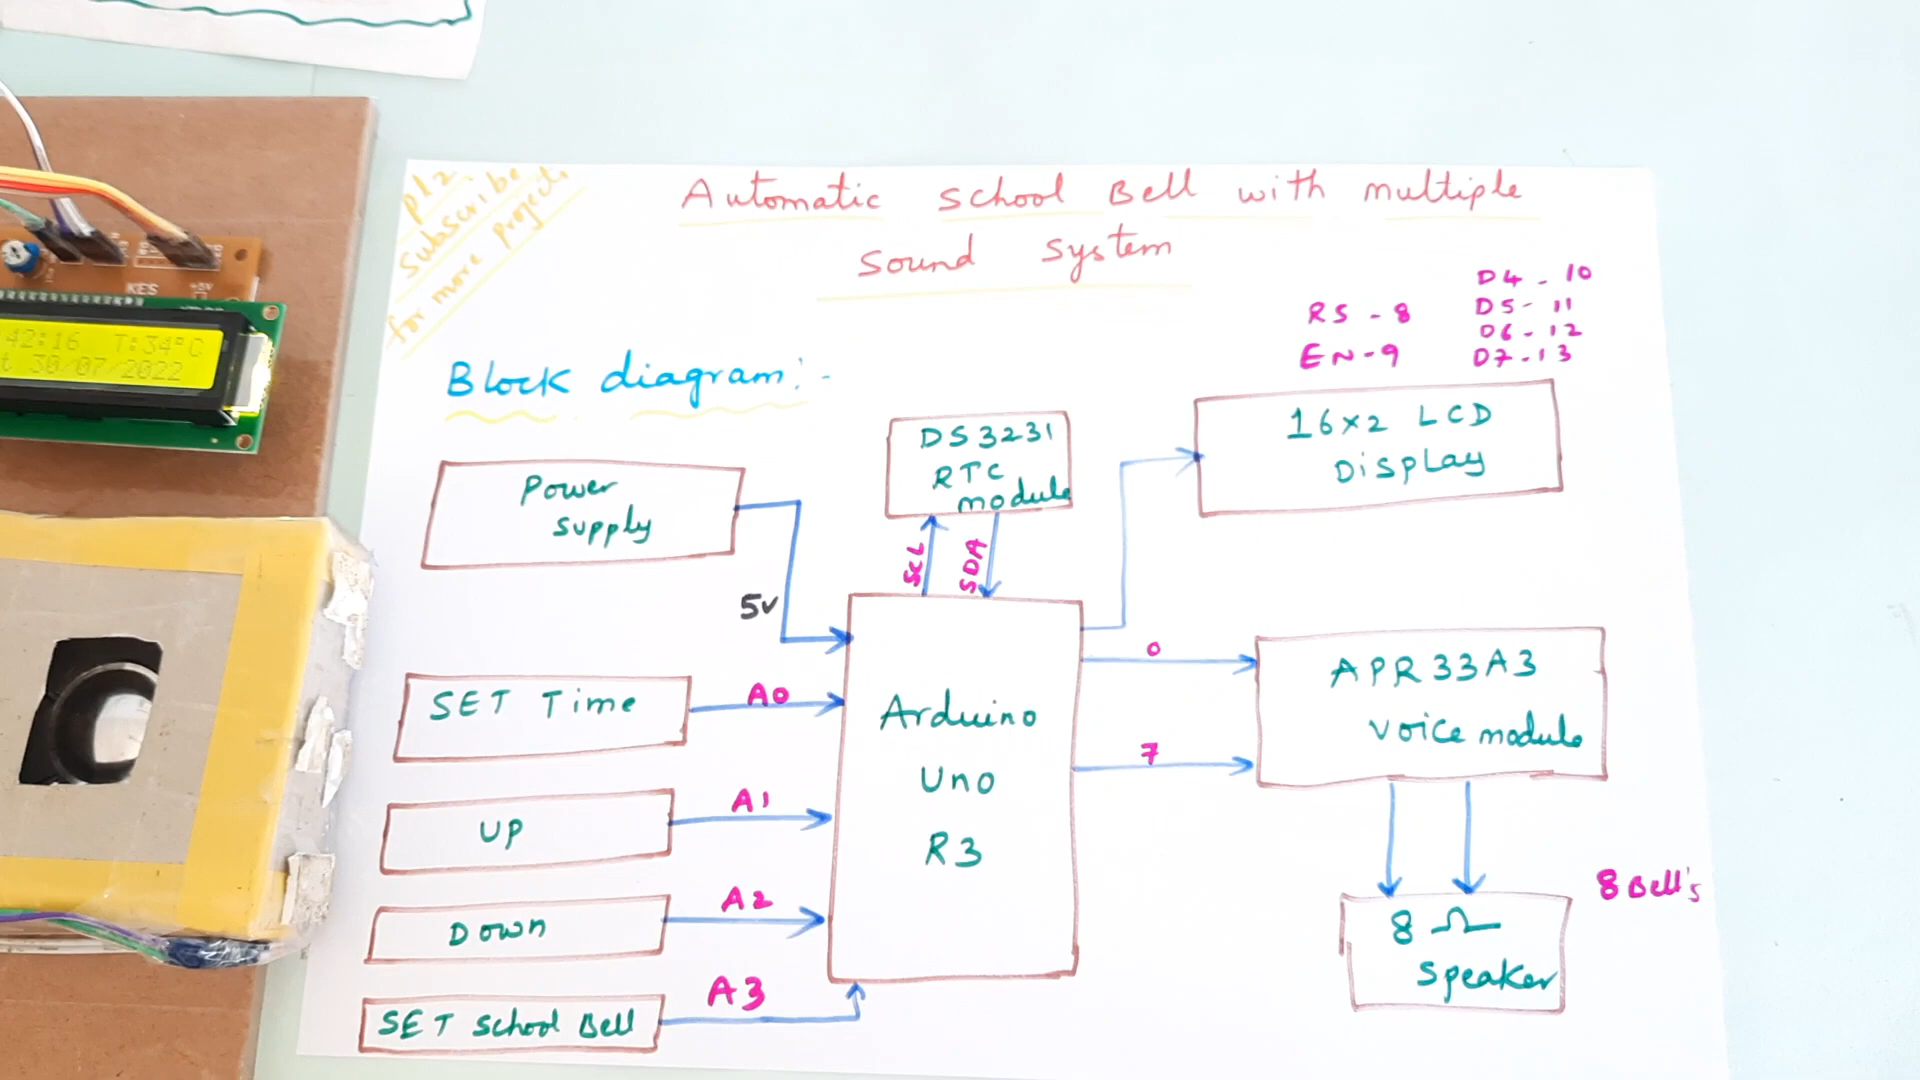 Plz.
Subscribe
for more projects
Automatic School Bell with multiple
Sound System
RS - 8
EN - 9
D4 - 10
D5 - 11
D6 - 12
D7 - 13
Block diagram:-
KES
+5V
42:16 T:34°C
t 30/07/2022
Power
supply
5V
DS3231
RTC
module
SCL
SDA
16x2 LCD
Display
SET Time
A0
UP
A1
Down
A2
SET School Bell
A3
Arduino
Uno
R3
0
7
APR33A3
Voice module
8 Ω
Speaker
8 Bell's